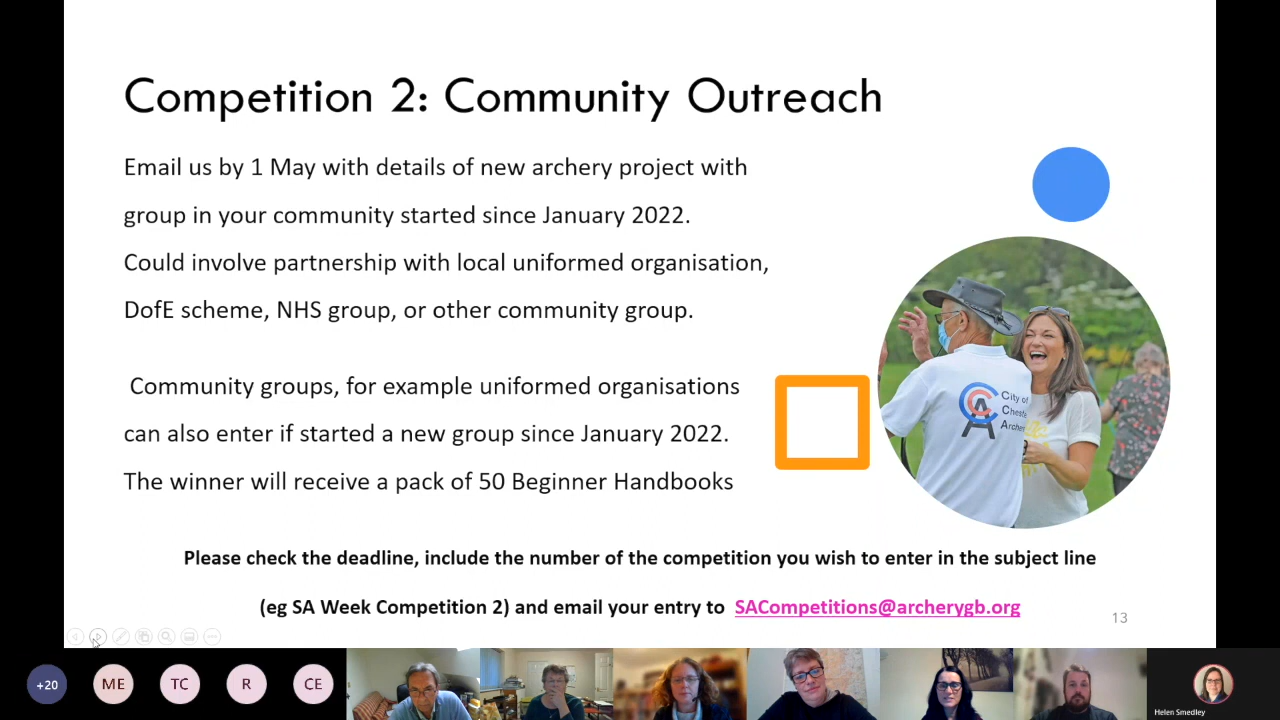 Competition 2: Community Outreach
Email us by 1 May with details of new archery project with
group in your community started since January 2022.
Could involve partnership with local uniformed organisation,
DofE scheme, NHS group, or other community group.
Community groups, for example uniformed organisations
can also enter if started a new group since January 2022.
The winner will receive a pack of 50 Beginner Handbooks
City of
Archer
Please check the deadline, include the number of the competition you wish to enter in the subject line
(eg SA Week Competition 2) and email your entry to SACompetitions@archerygb.org
13
+20
ME
TC
R
CE
Helen Smedley